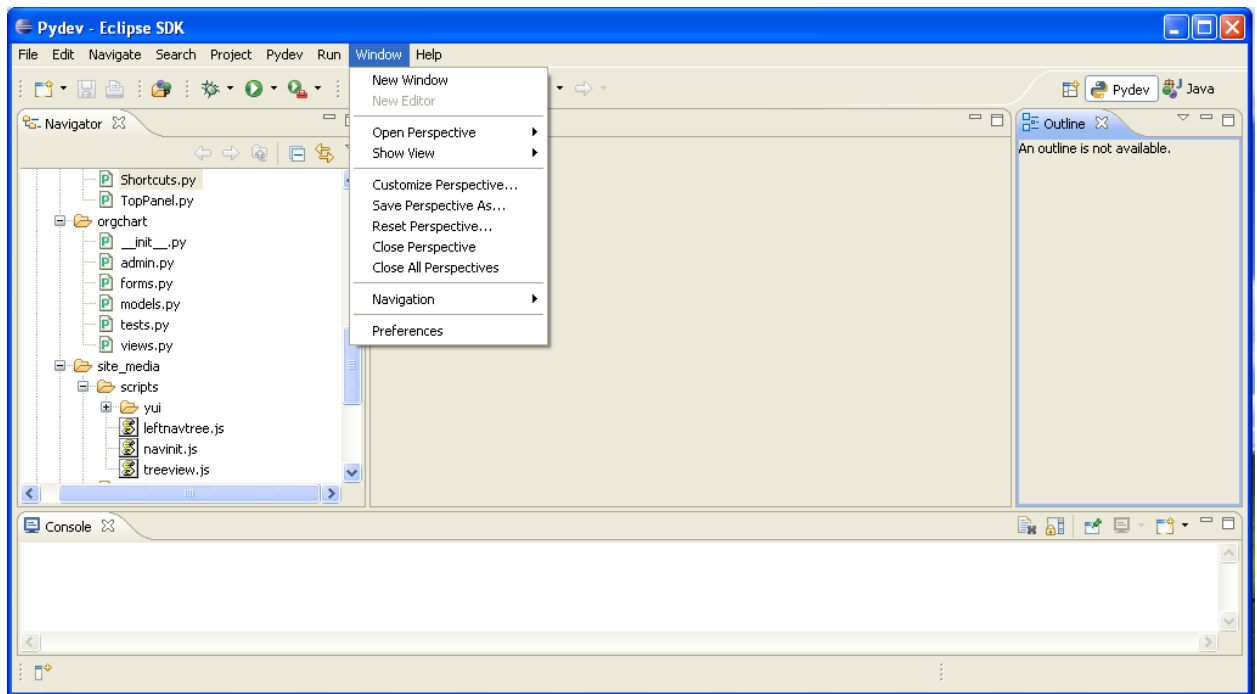 Pydev - Eclipse SDK
File Edit Navigate Search Project Pydev Run Window Help
Pydev Java
Navigator
Shortcuts.py
TopPanel.py
orgchart
__init__.py
admin.py
forms.py
models.py
tests.py
views.py
site_media
scripts
yui
leftnavtree.js
navinit.js
treeview.js
New Window
New Editor
Open Perspective
Show View
Customize Perspective...
Save Perspective As...
Reset Perspective...
Close Perspective
Close All Perspectives
Navigation
Preferences
Outline
An outline is not available.
Console